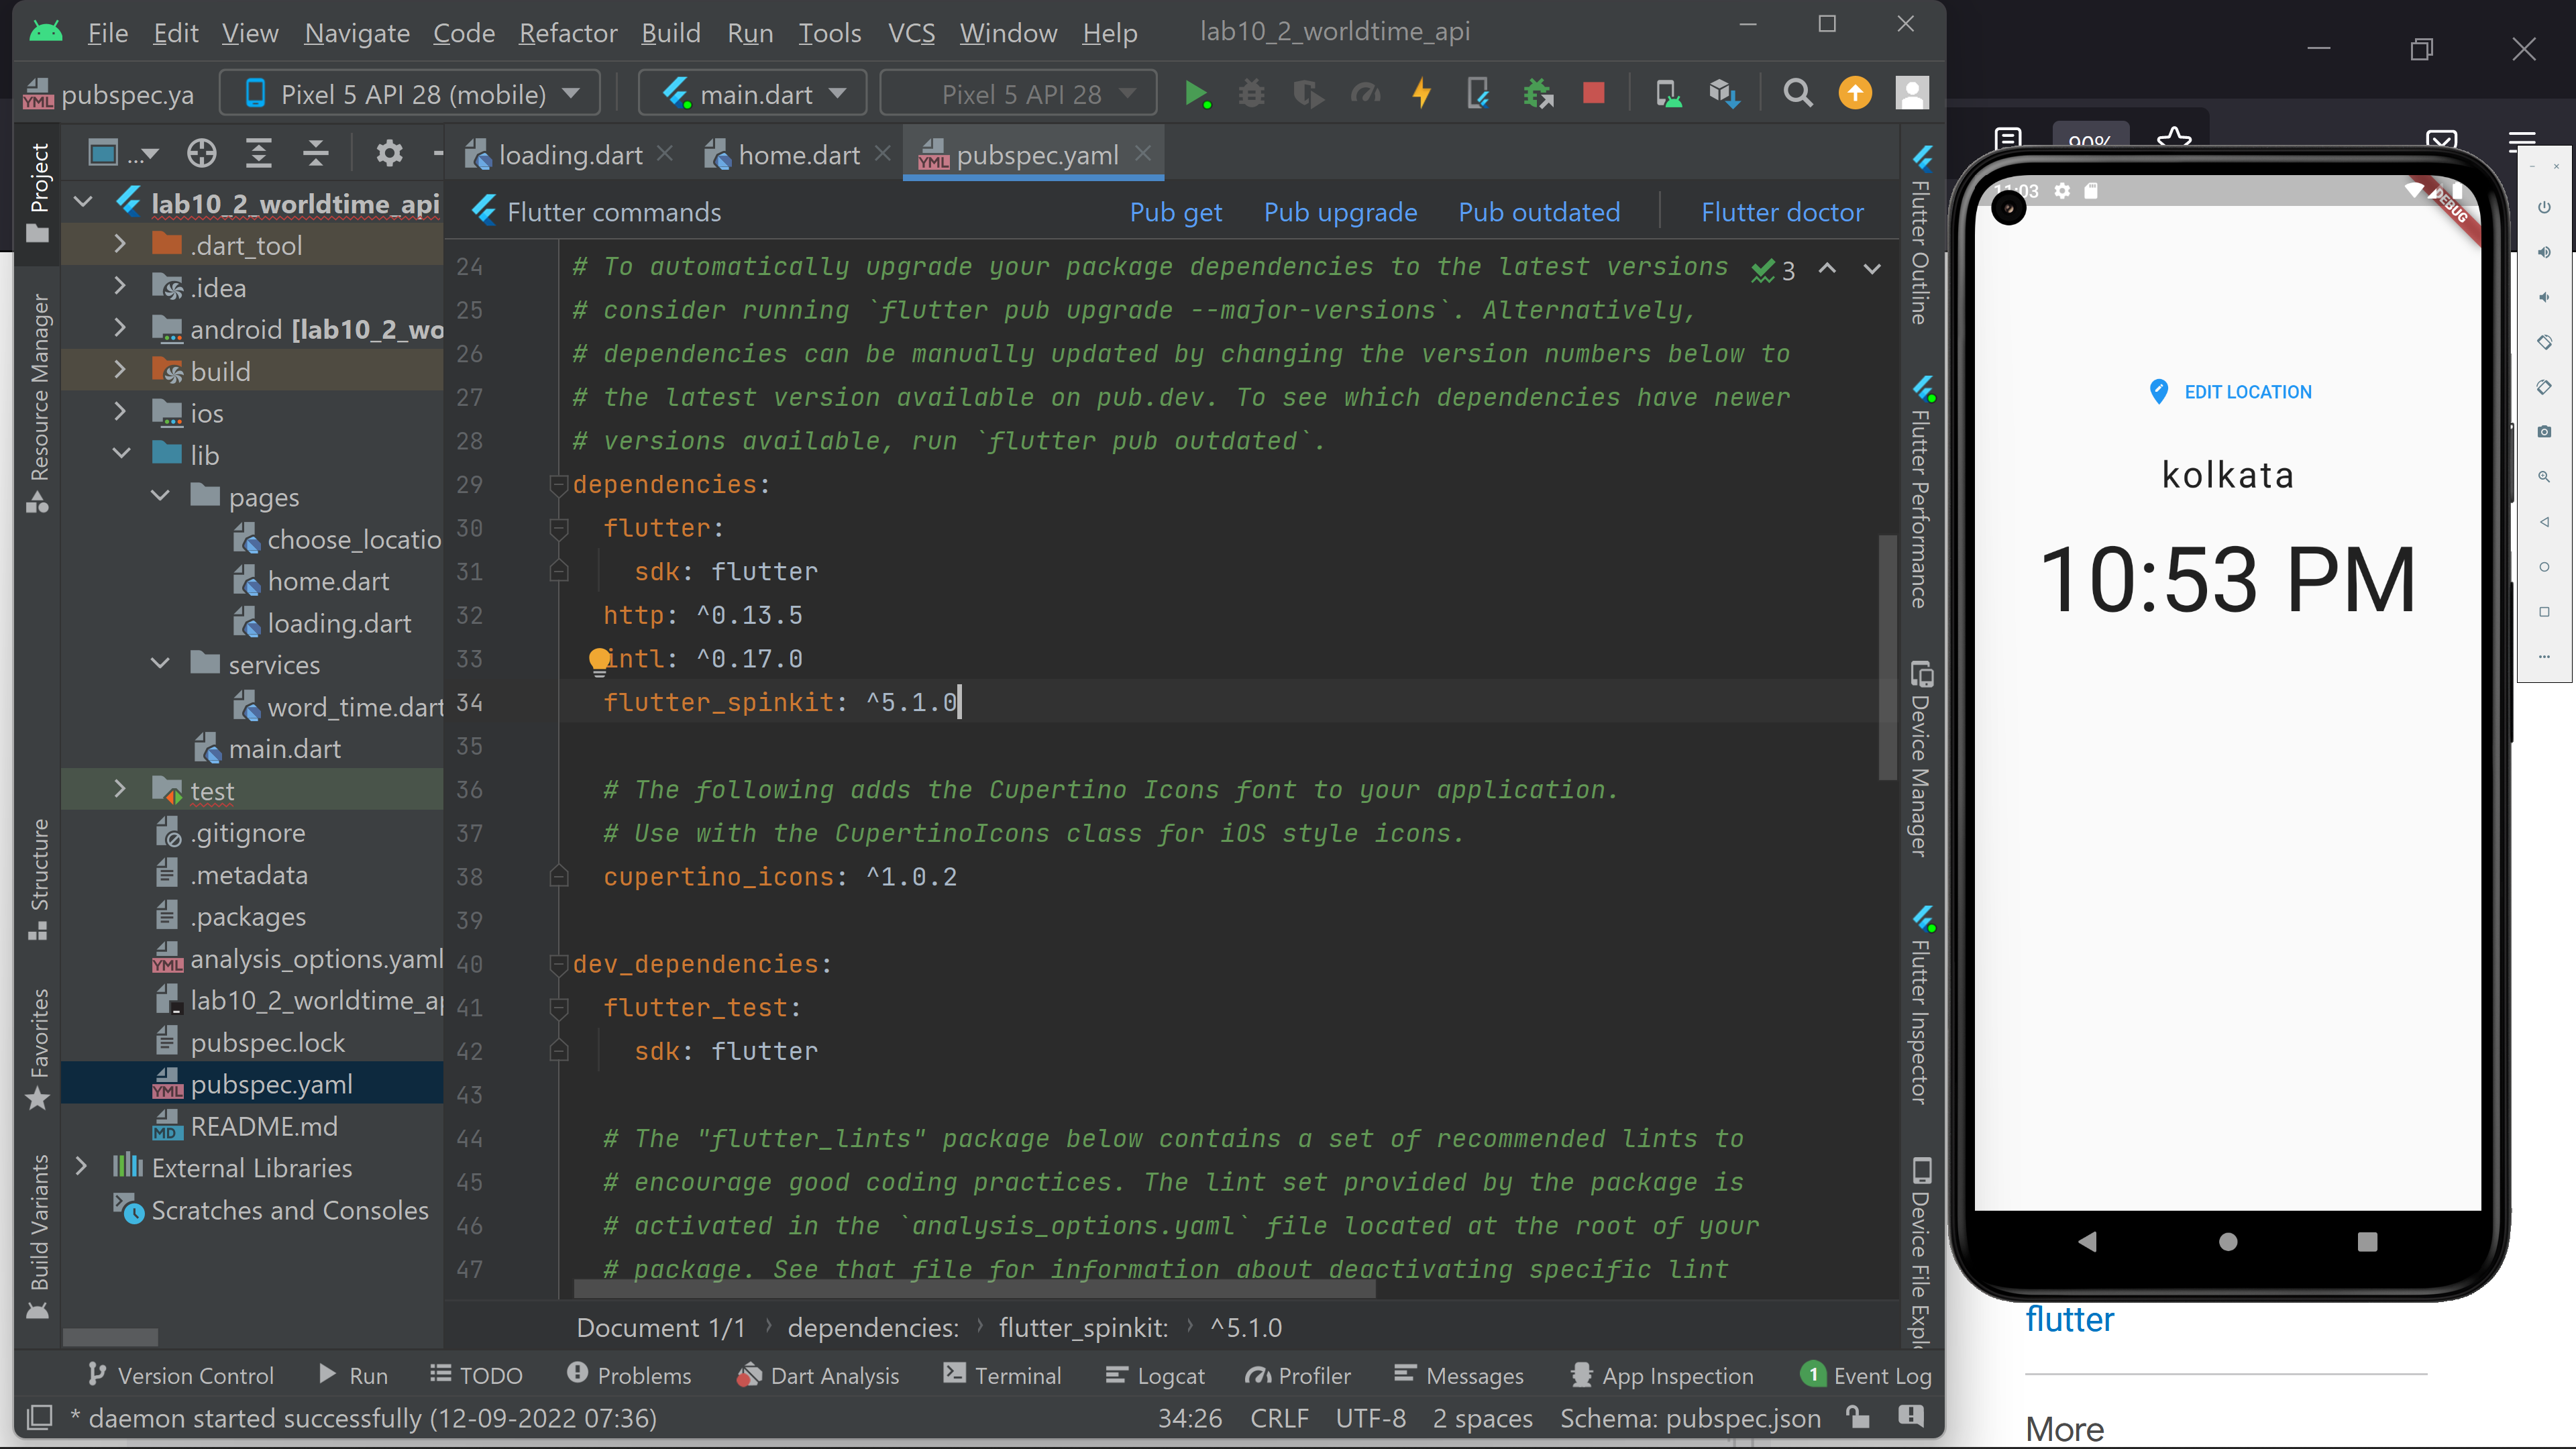 File Edit View Navigate Code Refactor Build Run Tools VCS Window Help lab10_2_worldtime_api
pubspec.ya Pixel 5 API 28 (mobile) main.dart Pixel 5 API 28
loading.dart home.dart pubspec.yaml
Flutter commands Pub get Pub upgrade Pub outdated Flutter doctor
Project
Resource Manager
Structure
Favorites
Build Variants
lab10_2_worldtime_api
.dart_tool
.idea
android [lab10_2_wo
build
ios
lib
pages
choose_locatio
home.dart
loading.dart
services
word_time.dart
main.dart
test
.gitignore
.metadata
.packages
analysis_options.yaml
lab10_2_worldtime_ap
pubspec.lock
pubspec.yaml
README.md
External Libraries
Scratches and Consoles
3
24 # To automatically upgrade your package dependencies to the latest versions
25 # consider running `flutter pub upgrade --major-versions`. Alternatively,
26 # dependencies can be manually updated by changing the version numbers below to
27 # the latest version available on pub.dev. To see which dependencies have newer
28 # versions available, run `flutter pub outdated`.
29 dependencies:
30 flutter:
31 sdk: flutter
32 http: ^0.13.5
33 intl: ^0.17.0
34 flutter_spinkit: ^5.1.0
35
36 # The following adds the Cupertino Icons font to your application.
37 # Use with the CupertinoIcons class for iOS style icons.
38 cupertino_icons: ^1.0.2
39
40 dev_dependencies:
41 flutter_test:
42 sdk: flutter
43
44 # The "flutter_lints" package below contains a set of recommended lints to
45 # encourage good coding practices. The lint set provided by the package is
46 # activated in the `analysis_options.yaml` file located at the root of your
47 # package. See that file for information about deactivating specific lint
Document 1/1 › dependencies: › flutter_spinkit: › ^5.1.0
Flutter Outline
Flutter Performance
Device Manager
Flutter Inspector
Device File Explo
Version Control Run TODO Problems Dart Analysis Terminal Logcat Profiler Messages App Inspection 1 Event Log
* daemon started successfully (12-09-2022 07:36) 34:26 CRLF UTF-8 2 spaces Schema: pubspec.json
90%
11:03
DEBUG
EDIT LOCATION
kolkata
10:53 PM
flutter
More